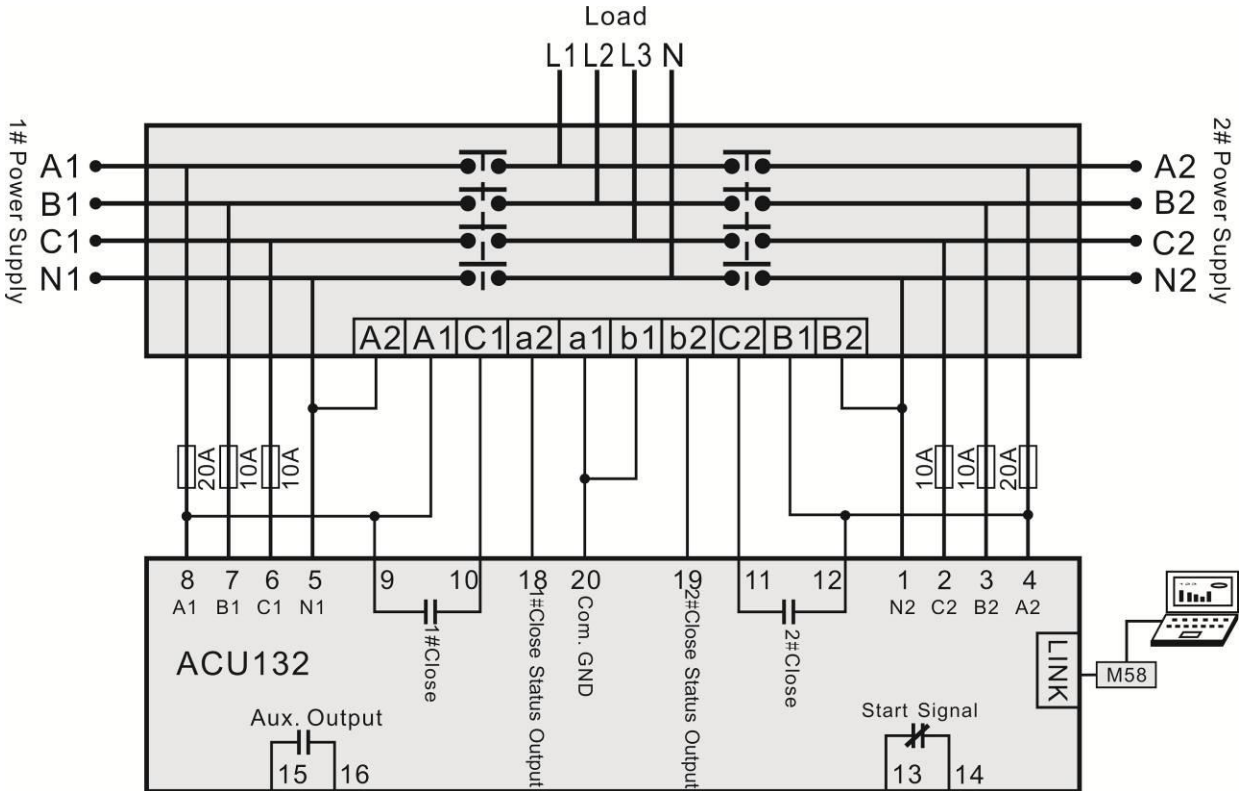 Load
L1 L2 L3 N
1# Power Supply
A1
B1
C1
N1
2# Power Supply
A2
B2
C2
N2
A2 A1 C1 a2 a1 b1 b2 C2 B1 B2
20A
10A
10A
10A
10A
20A
8 7 6 5 9 10 18 20 19 11 12 1 2 3 4
A1 B1 C1 N1
N2 C2 B2 A2
1#Close
1#Close Status Output
Com. GND
2#Close Status Output
2#Close
ACU132
LINK
M58
Aux. Output
15 16
Start Signal
13 14